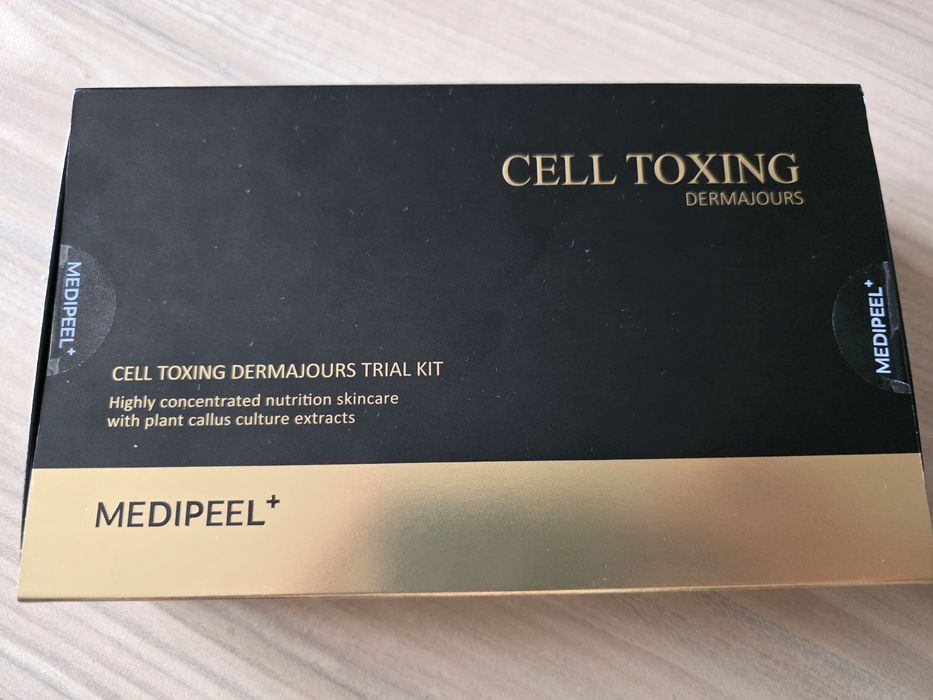 CELL TOXING
DERMAJOURS
MEDIPEEL+
MEDIPEEL+
CELL TOXING DERMAJOURS TRIAL KIT
Highly concentrated nutrition skincare
with plant callus culture extracts
MEDIPEEL+